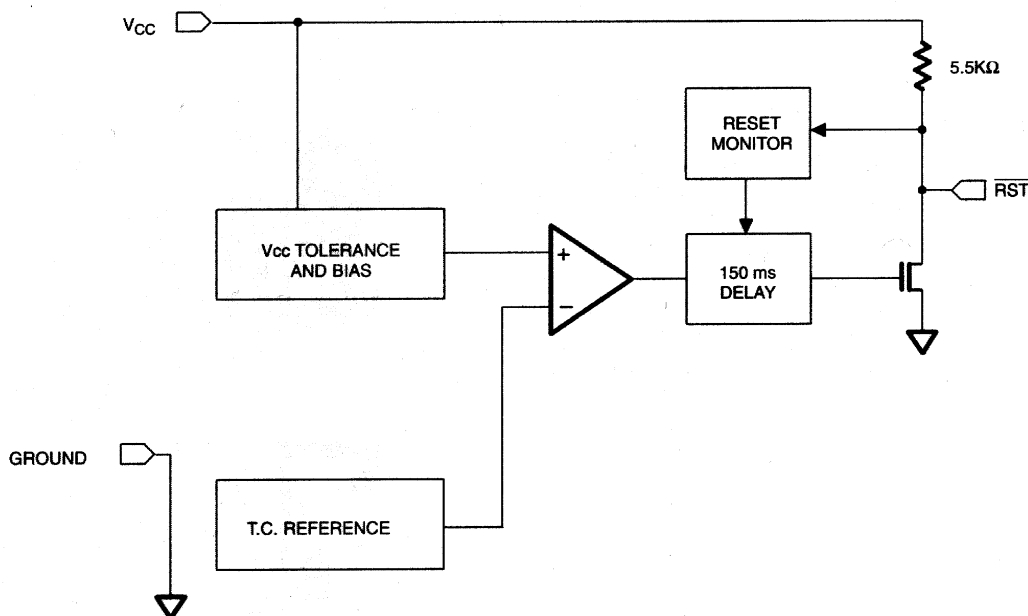 VCC
5.5KΩ
RESET
MONITOR
RST
Vcc TOLERANCE
AND BIAS
+
−
150 ms
DELAY
GROUND
T.C. REFERENCE